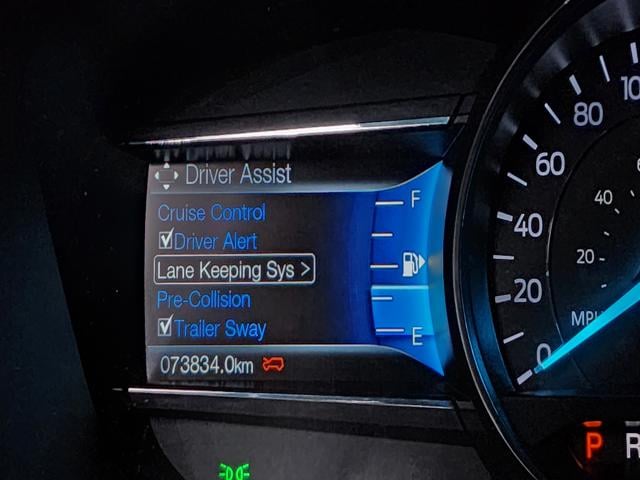 Driver Assist
Cruise Control
Driver Alert
Lane Keeping Sys >
Pre-Collision
Trailer Sway
073834.0km
F
E
0
20
40
60
80
20
40
MPH
P
R